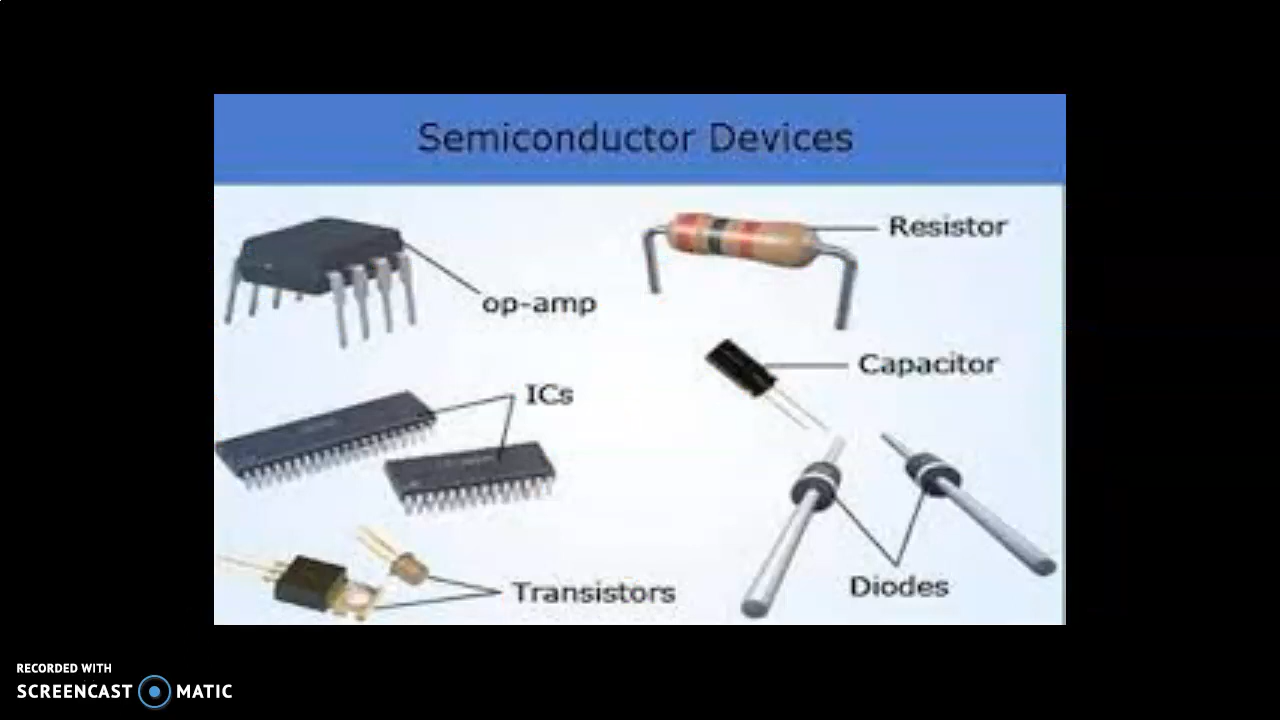 Semiconductor Devices
Resistor
op-amp
Capacitor
ICs
Diodes
Transistors
RECORDED WITH
SCREENCAST MATIC